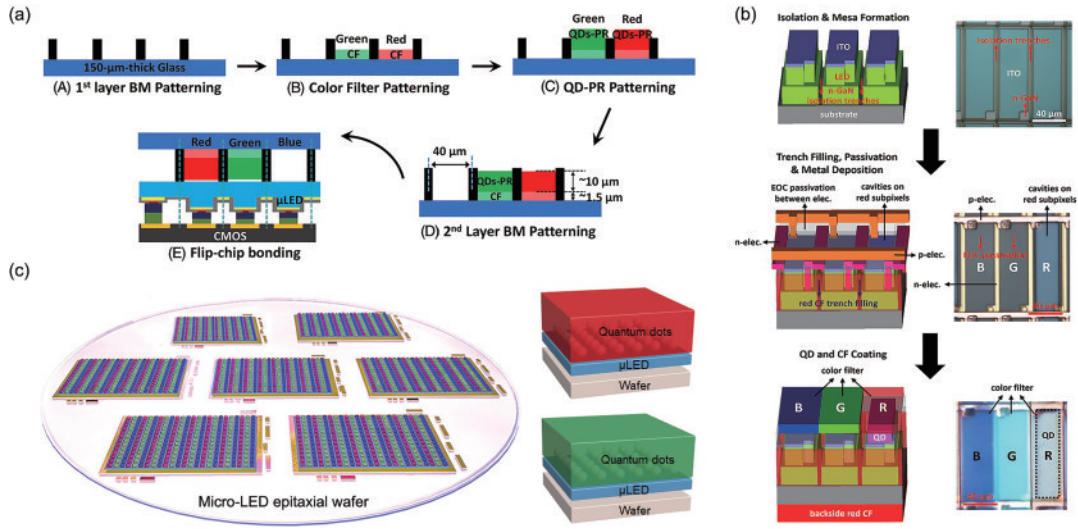 (a)
150-μm-thick Glass
(A) 1st layer BM Patterning
Green Red
CF CF
(B) Color Filter Patterning
Green Red
QDs-PR QDs-PR
(C) QD-PR Patterning
40 μm
QDs-PR
CF
~10 μm
~1.5 μm
(D) 2nd Layer BM Patterning
Red Green Blue
μLED
CMOS
(E) Flip-chip bonding
(b)
Isolation & Mesa Formation
ITO
LED
n-GaN
isolation trenches
substrate
isolation trenches
ITO
n-GaN
40 μm
Trench Filling, Passivation
& Metal Deposition
EOC passivation
between elec.
cavities on
red subpixels
n-elec.
p-elec.
red CF trench filling
p-elec.
cavities on
red subpixels
B G R
n-elec.
QD and CF Coating
color filter
B G R
QD
backside red CF
color filter
B G QD
R
(c)
Micro-LED epitaxial wafer
Quantum dots
μLED
Wafer
Quantum dots
μLED
Wafer